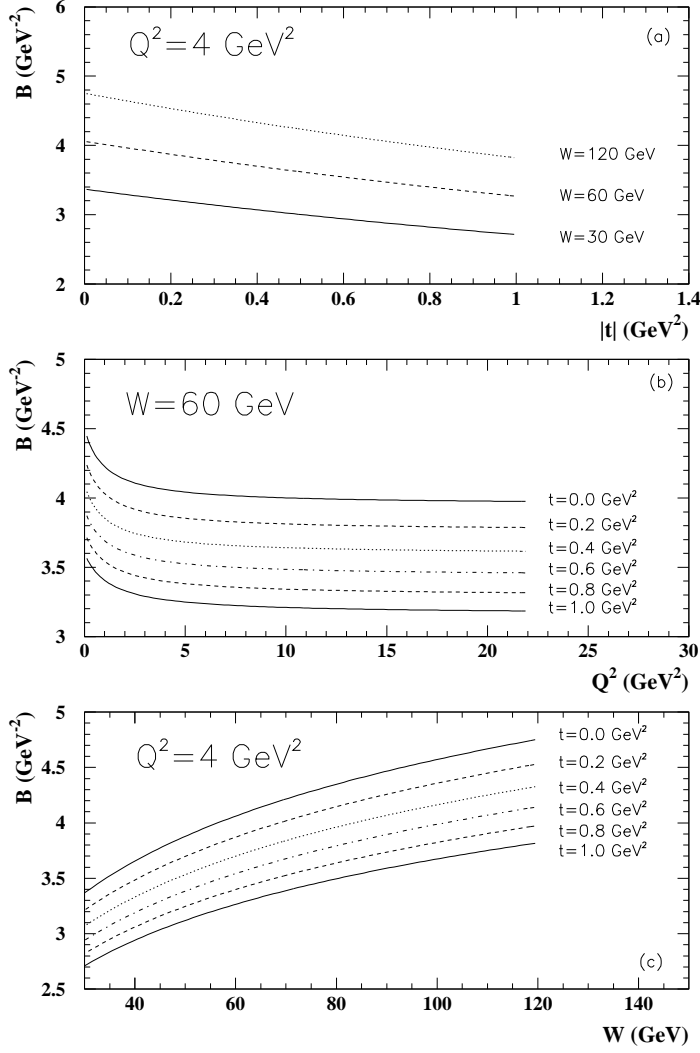 B (GeV⁻²)
6
5
4
3
2
Q²=4 GeV²
(a)
W=120 GeV
W=60 GeV
W=30 GeV
0 0.2 0.4 0.6 0.8 1 1.2 1.4
|t| (GeV²)
B (GeV⁻²)
5
4.5
4
3.5
3
W=60 GeV
(b)
t=0.0 GeV²
t=0.2 GeV²
t=0.4 GeV²
t=0.6 GeV²
t=0.8 GeV²
t=1.0 GeV²
0 5 10 15 20 25 30
Q² (GeV²)
B (GeV⁻²)
5
4.5
4
3.5
3
2.5
Q²=4 GeV²
t=0.0 GeV²
t=0.2 GeV²
t=0.4 GeV²
t=0.6 GeV²
t=0.8 GeV²
t=1.0 GeV²
(c)
40 60 80 100 120 140
W (GeV)